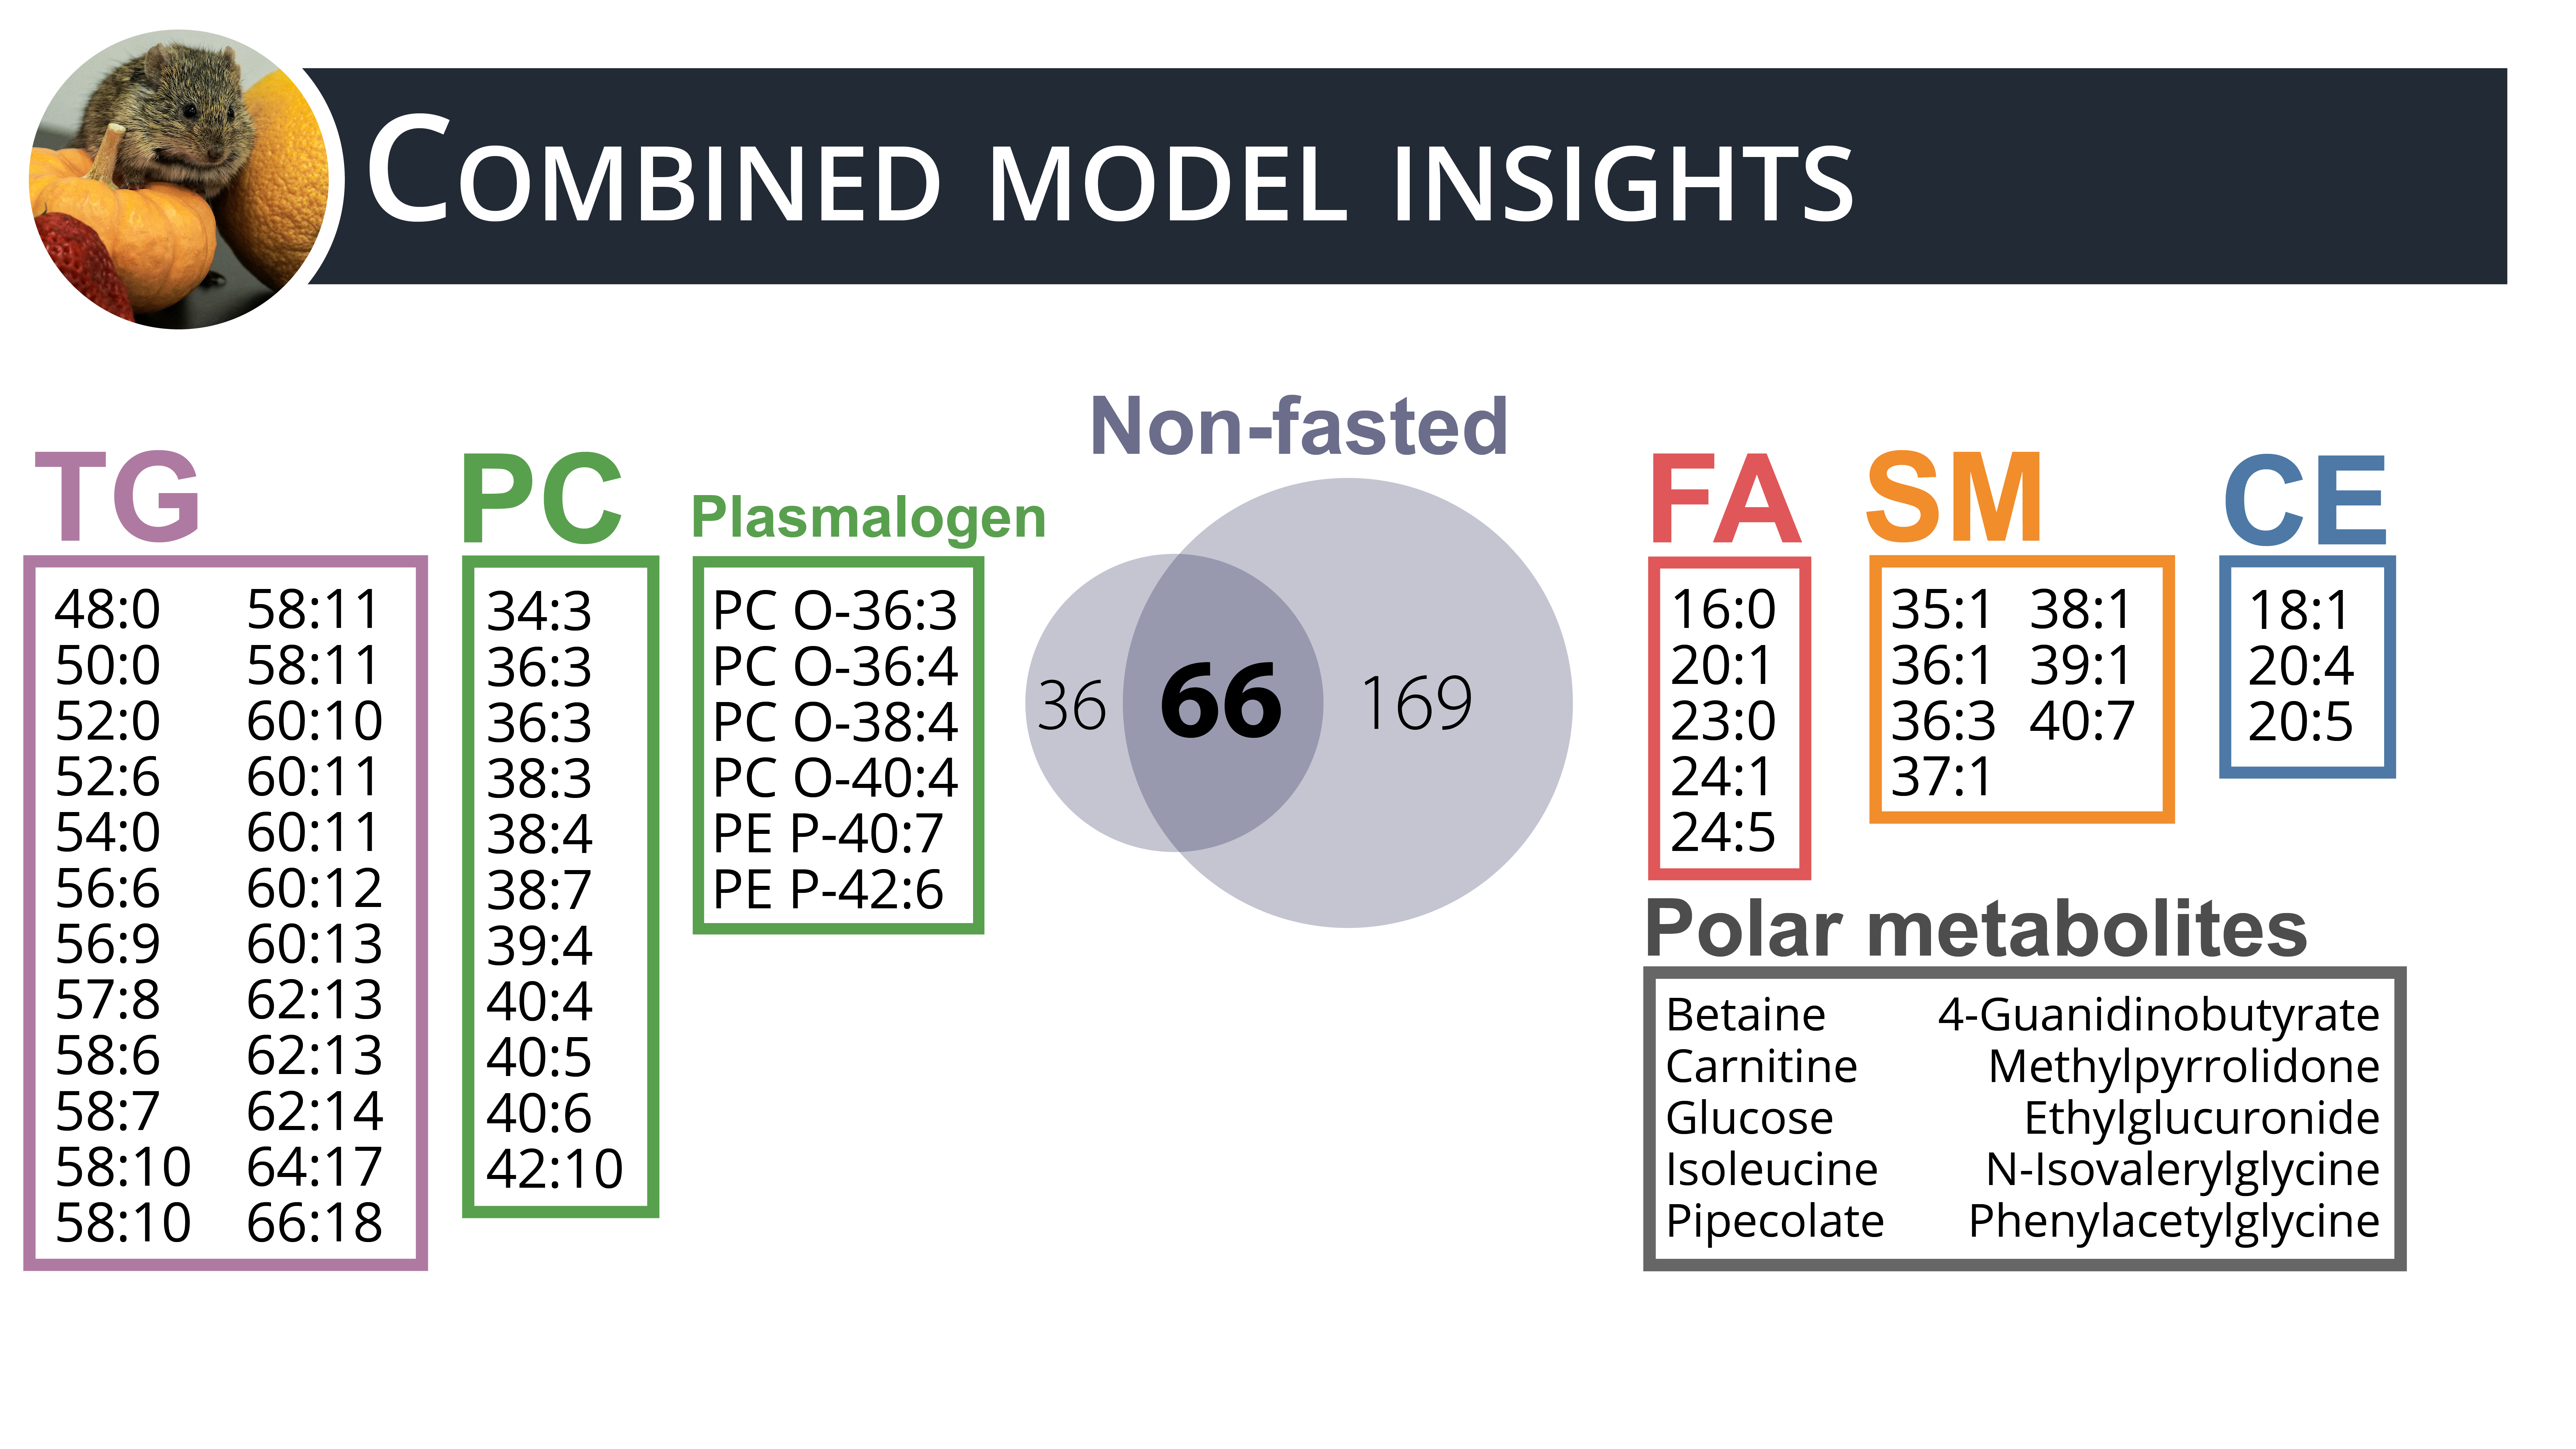 Combined model insights
TG
48:0 58:11
50:0 58:11
52:0 60:10
52:6 60:11
54:0 60:11
56:6 60:12
56:9 60:13
57:8 62:13
58:6 62:13
58:7 62:14
58:10 64:17
58:10 66:18
PC
34:3
36:3
36:3
38:3
38:4
38:7
39:4
40:4
40:5
40:6
42:10
Plasmalogen
PC O-36:3
PC O-36:4
PC O-38:4
PC O-40:4
PE P-40:7
PE P-42:6
Non-fasted
36 66 169
FA
16:0
20:1
23:0
24:1
24:5
SM
35:1 38:1
36:1 39:1
36:3 40:7
37:1
CE
18:1
20:4
20:5
Polar metabolites
Betaine 4-Guanidinobutyrate
Carnitine Methylpyrrolidone
Glucose Ethylglucuronide
Isoleucine N-Isovalerylglycine
Pipecolate Phenylacetylglycine